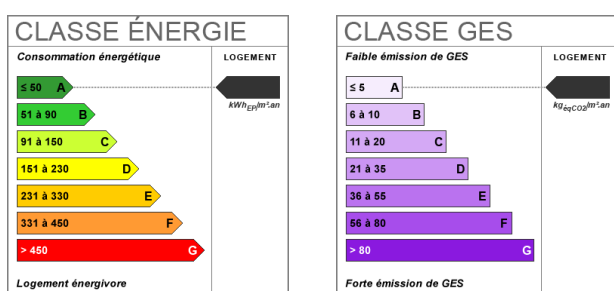 CLASSE ÉNERGIE
Consommation énergétique
LOGEMENT
≤ 50 A
kWhEP/m².an
51 à 90 B
91 à 150 C
151 à 230 D
231 à 330 E
331 à 450 F
> 450 G
Logement énergivore
CLASSE GES
Faible émission de GES
LOGEMENT
≤ 5 A
kgéqCO2/m².an
6 à 10 B
11 à 20 C
21 à 35 D
36 à 55 E
56 à 80 F
> 80 G
Forte émission de GES